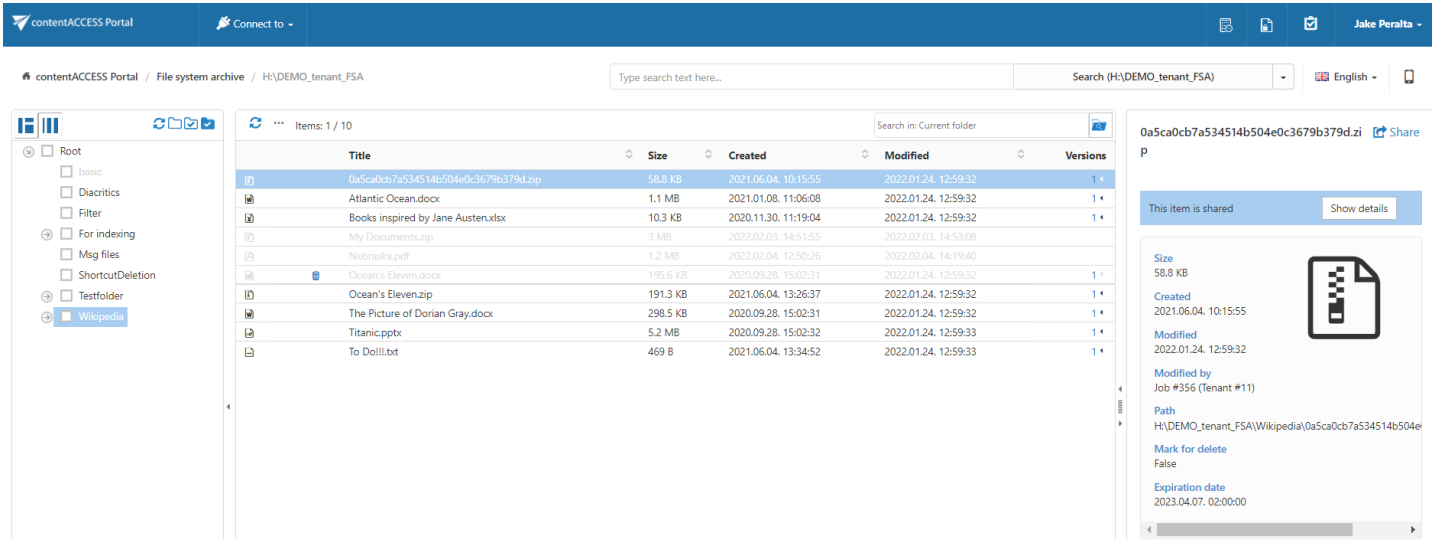 contentACCESS Portal Connect to Jake Peralta
contentACCESS Portal / File system archive / H:\DEMO_tenant_FSA Type search text here... Search (H:\DEMO_tenant_FSA) English
Root
basic
Diacritics
Filter
For indexing
Msg files
ShortcutDeletion
Testfolder
Wikipedia
Items: 1 / 10 Search in: Current folder
Title Size Created Modified Versions
0a5ca0cb7a534514b504e0c3679b379d.zip 58.8 KB 2021.06.04. 10:15:55 2022.01.24. 12:59:32 1
Atlantic Ocean.docx 1.1 MB 2021.01.08. 11:06:08 2022.01.24. 12:59:32 1
Books inspired by Jane Austen.xlsx 10.3 KB 2020.11.30. 11:19:04 2022.01.24. 12:59:32 1
My Documents.zip 3 MB 2022.02.03. 14:51:55 2022.02.03. 14:53:08
Nebraska.pdf 1.2 MB 2022.02.04. 12:50:26 2022.02.04. 14:19:40
Ocean's Eleven.docx 195.6 KB 2020.09.28. 15:02:31 2022.01.24. 12:59:32 1
Ocean's Eleven.zip 191.3 KB 2021.06.04. 13:26:37 2022.01.24. 12:59:32 1
The Picture of Dorian Gray.docx 298.5 KB 2020.09.28. 15:02:31 2022.01.24. 12:59:32 1
Titanic.pptx 5.2 MB 2020.09.28. 15:02:32 2022.01.24. 12:59:33 1
To Do!!!.txt 469 B 2021.06.04. 13:34:52 2022.01.24. 12:59:33 1
0a5ca0cb7a534514b504e0c3679b379d.zi Share
p
This item is shared Show details
Size
58.8 KB
Created
2021.06.04. 10:15:55
Modified
2022.01.24. 12:59:32
Modified by
Job #356 (Tenant #11)
Path
H:\DEMO_tenant_FSA\Wikipedia\0a5ca0cb7a534514b504e
Mark for delete
False
Expiration date
2023.04.07. 02:00:00